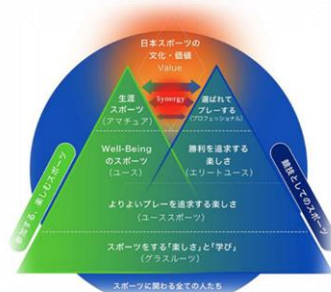 日本スポーツの
文化・価値
Value
生涯
スポーツ
(アマチュア)
Synergy
選ばれて
プレーする
(プロフェッショナル)
Well-Being
のスポーツ
(ユース)
勝利を追求する
楽しさ
(エリートユース)
参加する、楽しむスポーツ
競技としてのスポーツ
よりよいプレーを追求する楽しさ
(ユーススポーツ)
スポーツをする「楽しさ」と「学び」
(グラスルーツ)
スポーツに関わる全ての人たち